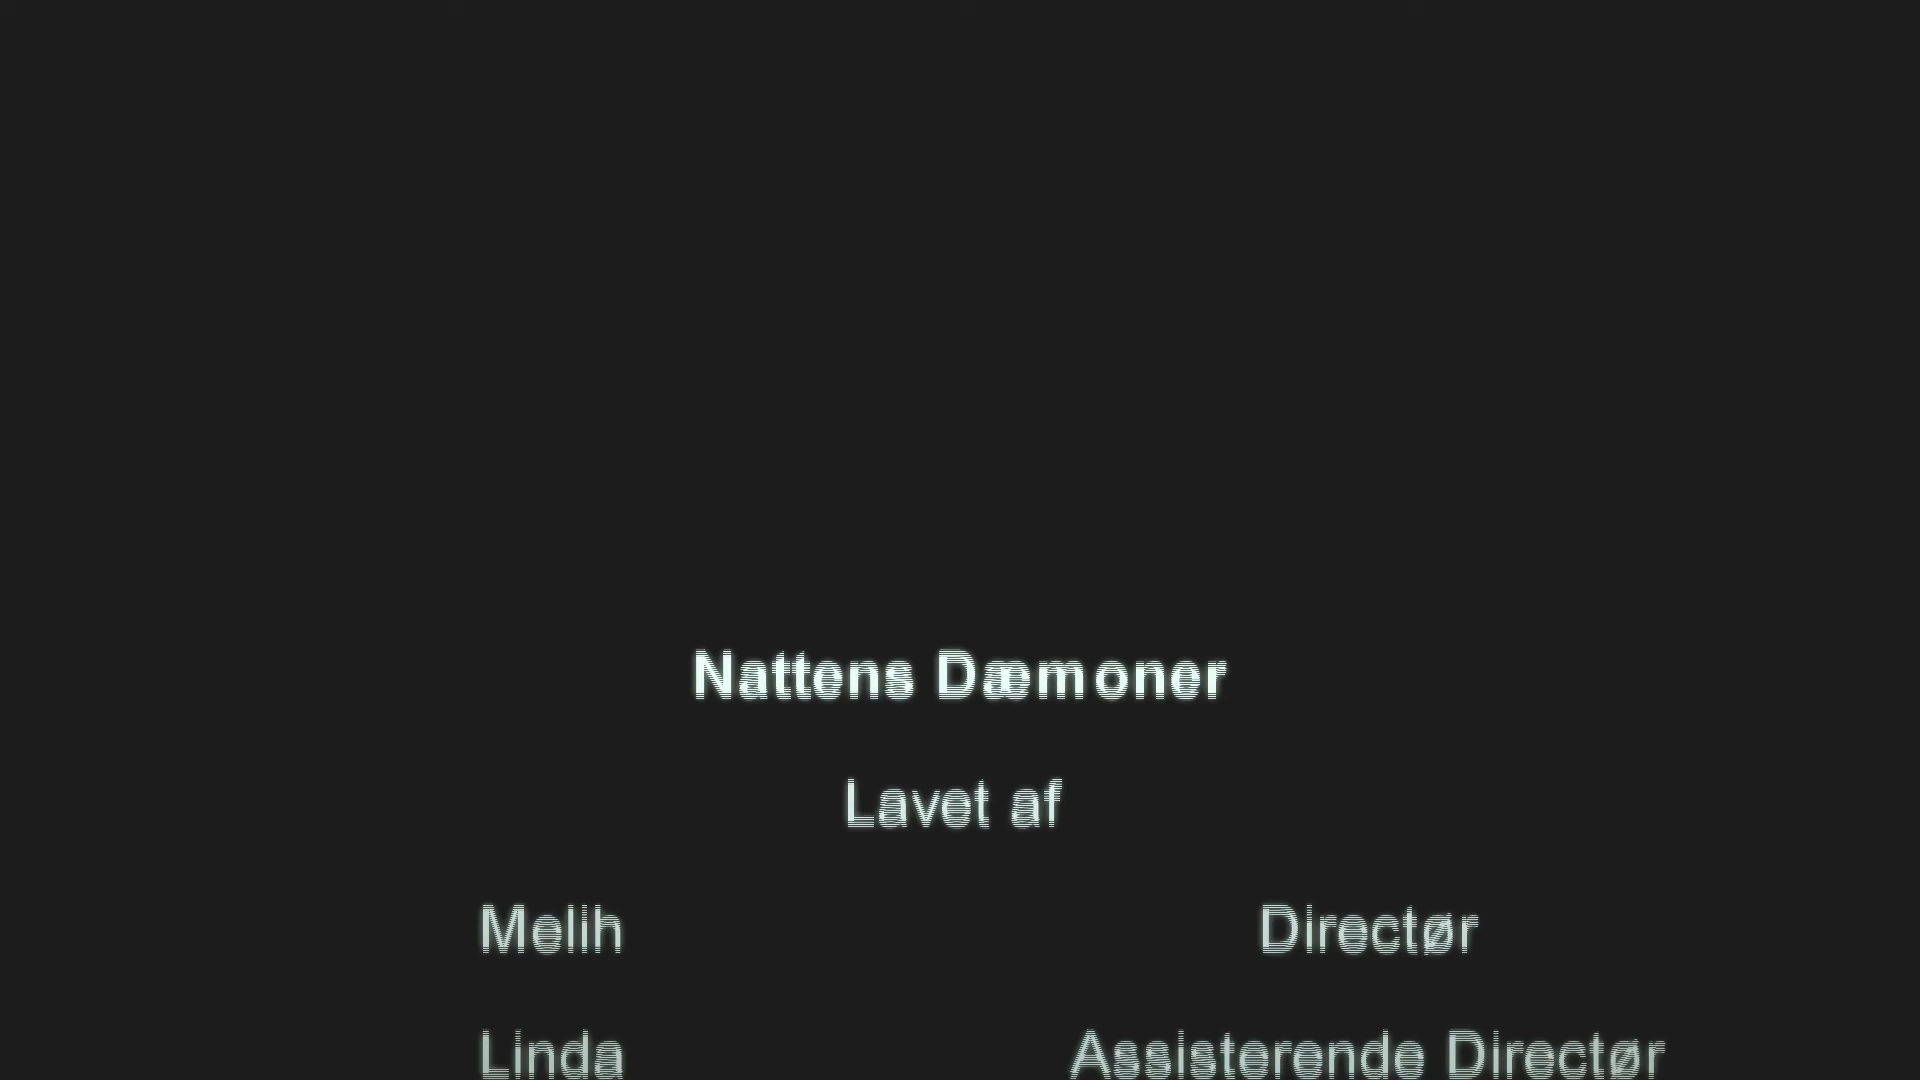 Nattens Dæmoner
Lavet af
Melih Directør
Linda Assisterende Directør